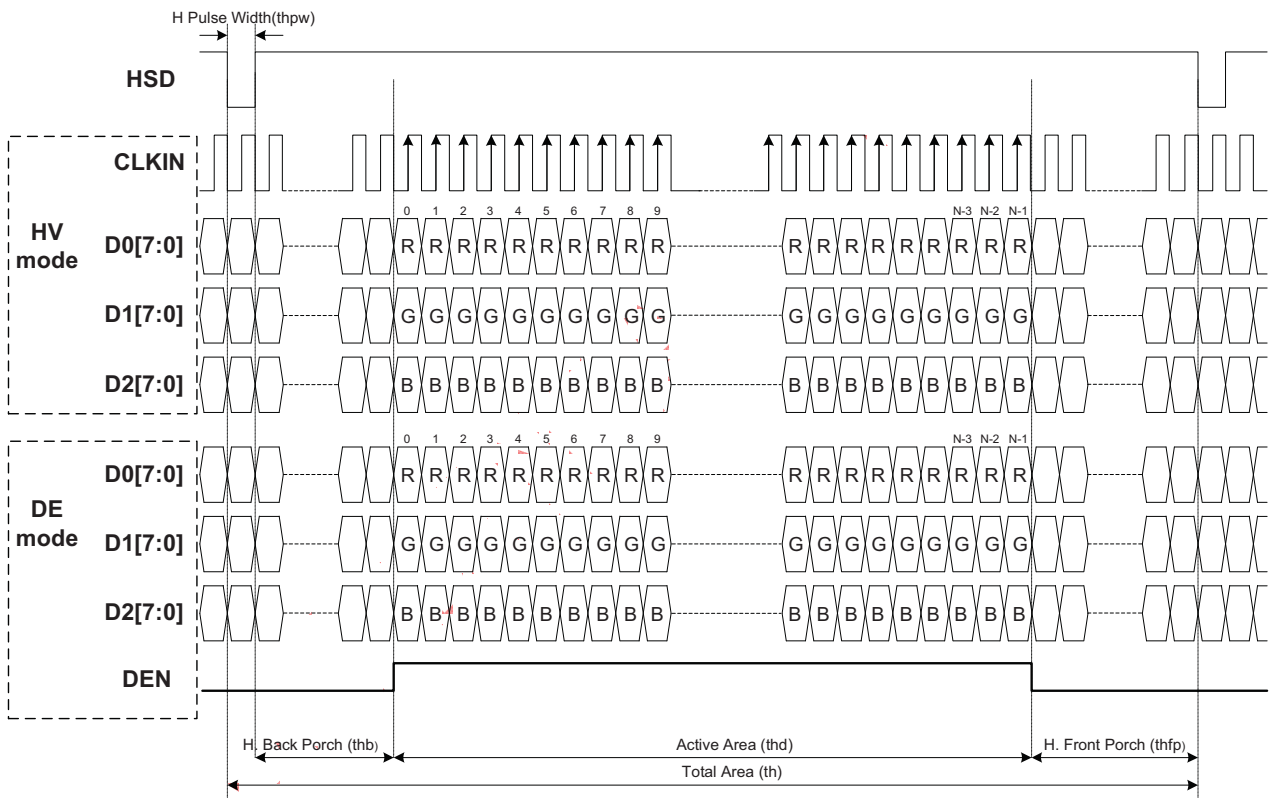 H Pulse Width(thpw)
HSD
CLKIN
HV
mode
0 1 2 3 4 5 6 7 8 9 N-3 N-2 N-1
D0[7:0] R R R R R R R R R R R R R R R R R R R
D1[7:0] G G G G G G G G G G G G G G G G G G G
D2[7:0] B B B B B B B B B B B B B B B B B B B
DE
mode
0 1 2 3 4 5 6 7 8 9 N-3 N-2 N-1
D0[7:0] R R R R R R R R R R R R R R R R R R R
D1[7:0] G G G G G G G G G G G G G G G G G G G
D2[7:0] B B B B B B B B B B B B B B B B B B B
DEN
H. Back Porch (thb) Active Area (thd) H. Front Porch (thfp)
Total Area (th)